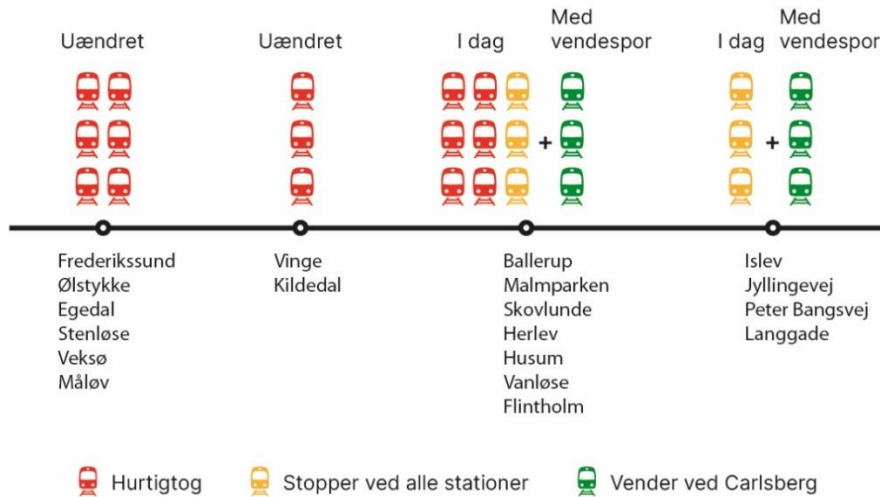 Uændret
Uændret
I dag
Med
vendespor
I dag
Med
vendespor
+
+
Frederikssund
Ølstykke
Egedal
Stenløse
Veksø
Måløv
Vinge
Kildedal
Ballerup
Malmparken
Skovlunde
Herlev
Husum
Vanløse
Flintholm
Islev
Jyllingevej
Peter Bangsvej
Langgade
Hurtigtog
Stopper ved alle stationer
Vender ved Carlsberg